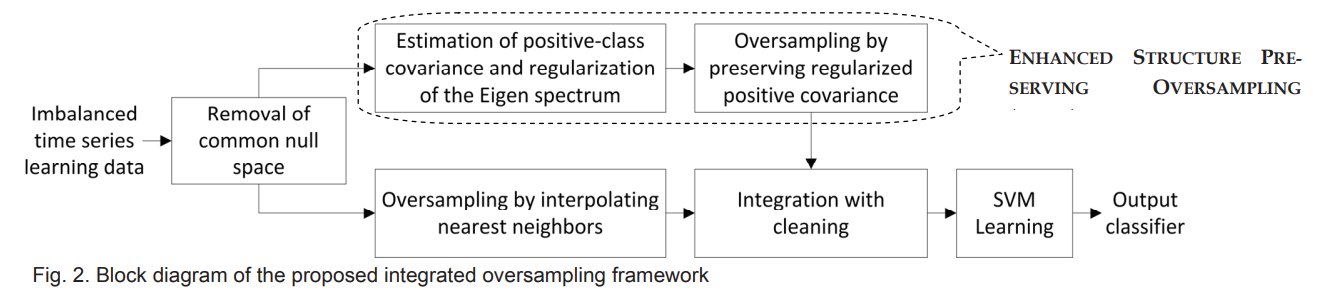 Imbalanced
time series
learning data
Removal of
common null
space
Estimation of positive-class
covariance and regularization
of the Eigen spectrum
Oversampling by
preserving regularized
positive covariance
ENHANCED STRUCTURE PRE-
SERVING OVERSAMPLING
Oversampling by interpolating
nearest neighbors
Integration with
cleaning
SVM
Learning
Output
classifier
Fig. 2. Block diagram of the proposed integrated oversampling framework